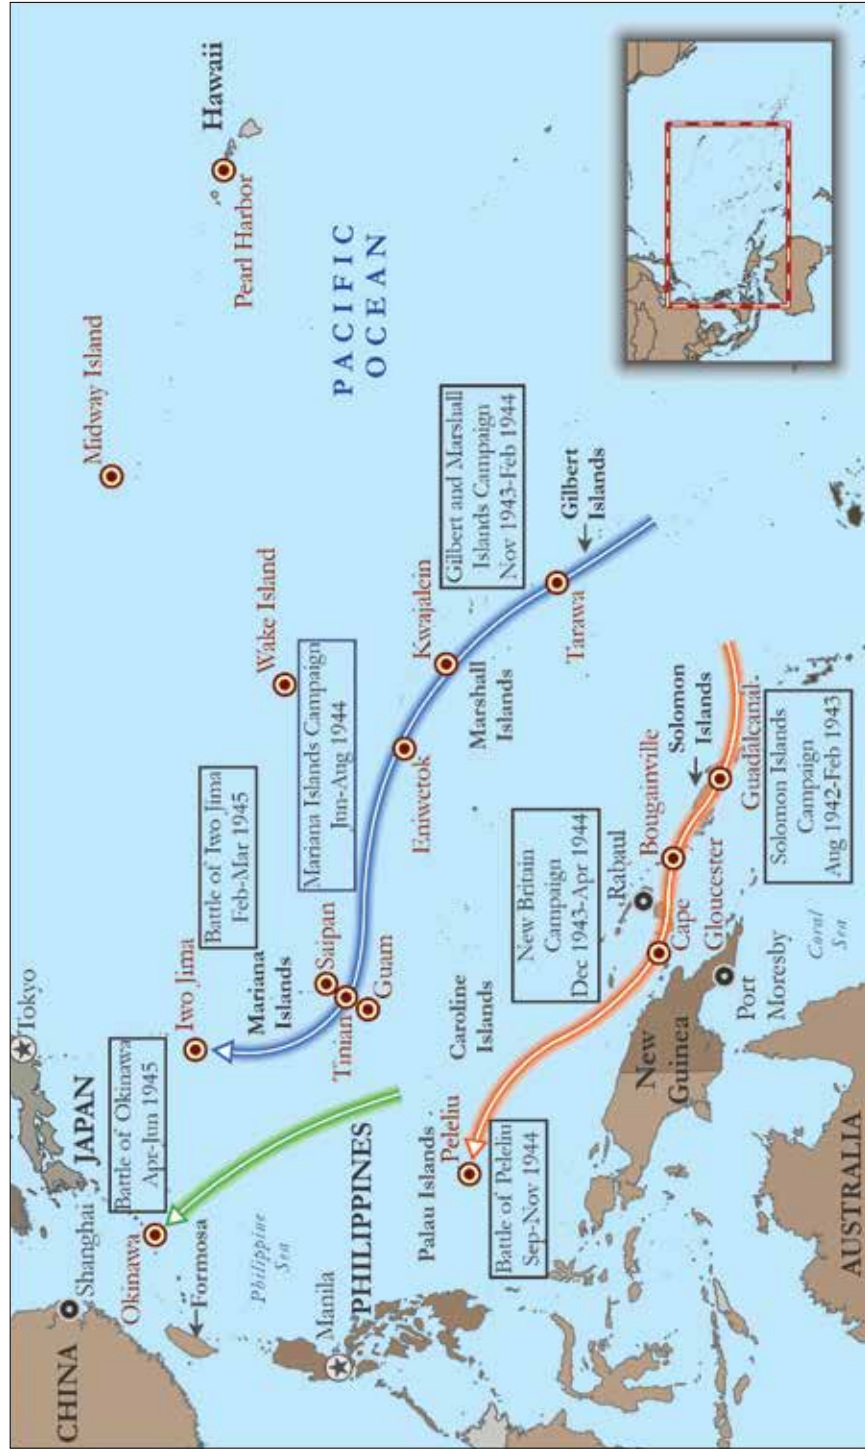 CHINA
Shanghai
JAPAN
Tokyo
Midway Island
Okinawa
Battle of Okinawa
Apr-Jun 1945
Iwo Jima
Battle of Iwo Jima
Feb-Mar 1945
Formosa
Philippine
Sea
Mariana
Islands
Wake Island
Pearl Harbor
Hawaii
Manila
PHILIPPINES
Tinian
Saipan
Guam
Mariana Islands Campaign
Jun-Aug 1944
PACIFIC
OCEAN
Eniwetok
Kwajalein
Marshall
Islands
Gilbert and Marshall
Islands Campaign
Nov 1943-Feb 1944
Palau Islands
Peleliu
Battle of Peleliu
Sep-Nov 1944
Caroline
Islands
New Britain
Campaign
Dec 1943-Apr 1944
Tarawa
Gilbert
Islands
Rabaul
Bougainville
Solomon
Islands
New
Guinea
Cape
Gloucester
Guadalcanal
Port
Moresby
Solomon Islands
Campaign
Aug 1942-Feb 1943
Coral
Sea
AUSTRALIA